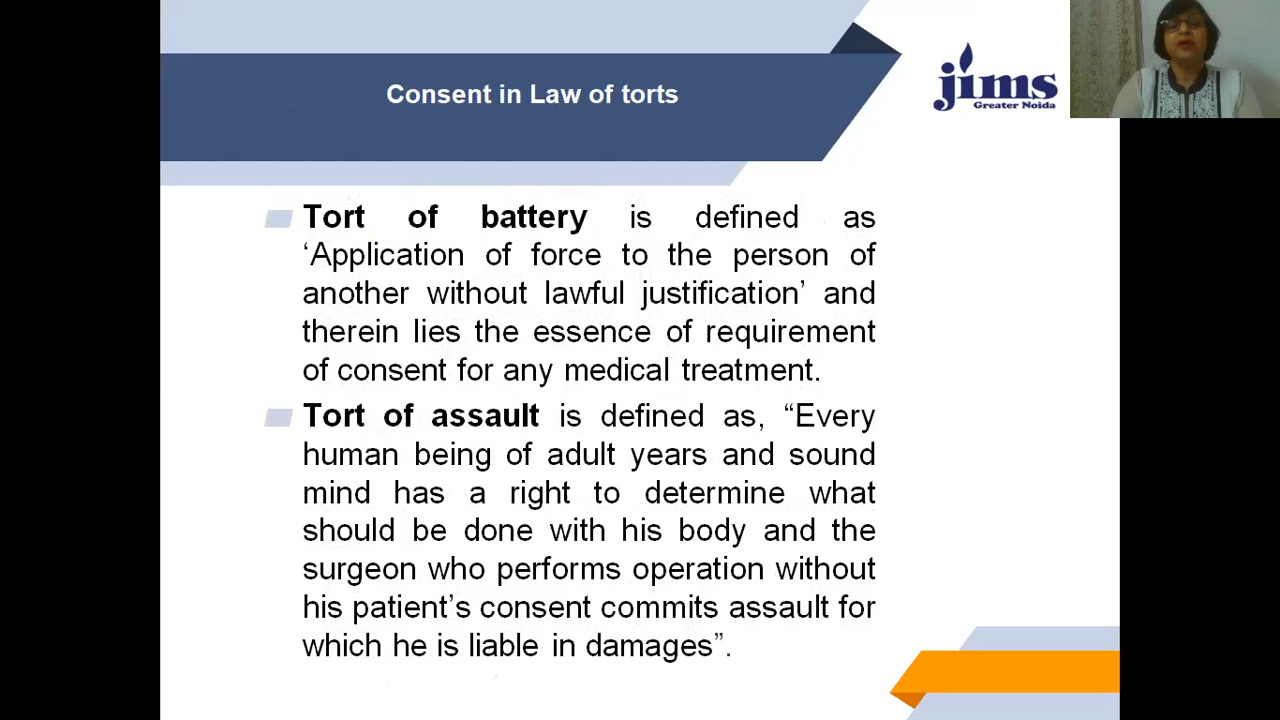 Consent in Law of torts
jims
Greater Noida
Tort of battery is defined as
‘Application of force to the person of
another without lawful justification’ and
therein lies the essence of requirement
of consent for any medical treatment.
Tort of assault is defined as, “Every
human being of adult years and sound
mind has a right to determine what
should be done with his body and the
surgeon who performs operation without
his patient’s consent commits assault for
which he is liable in damages”.